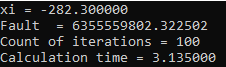 xi = -282.300000
Fault  = 6355559802.322502
Count of iterations = 100
Calculation time = 3.135000